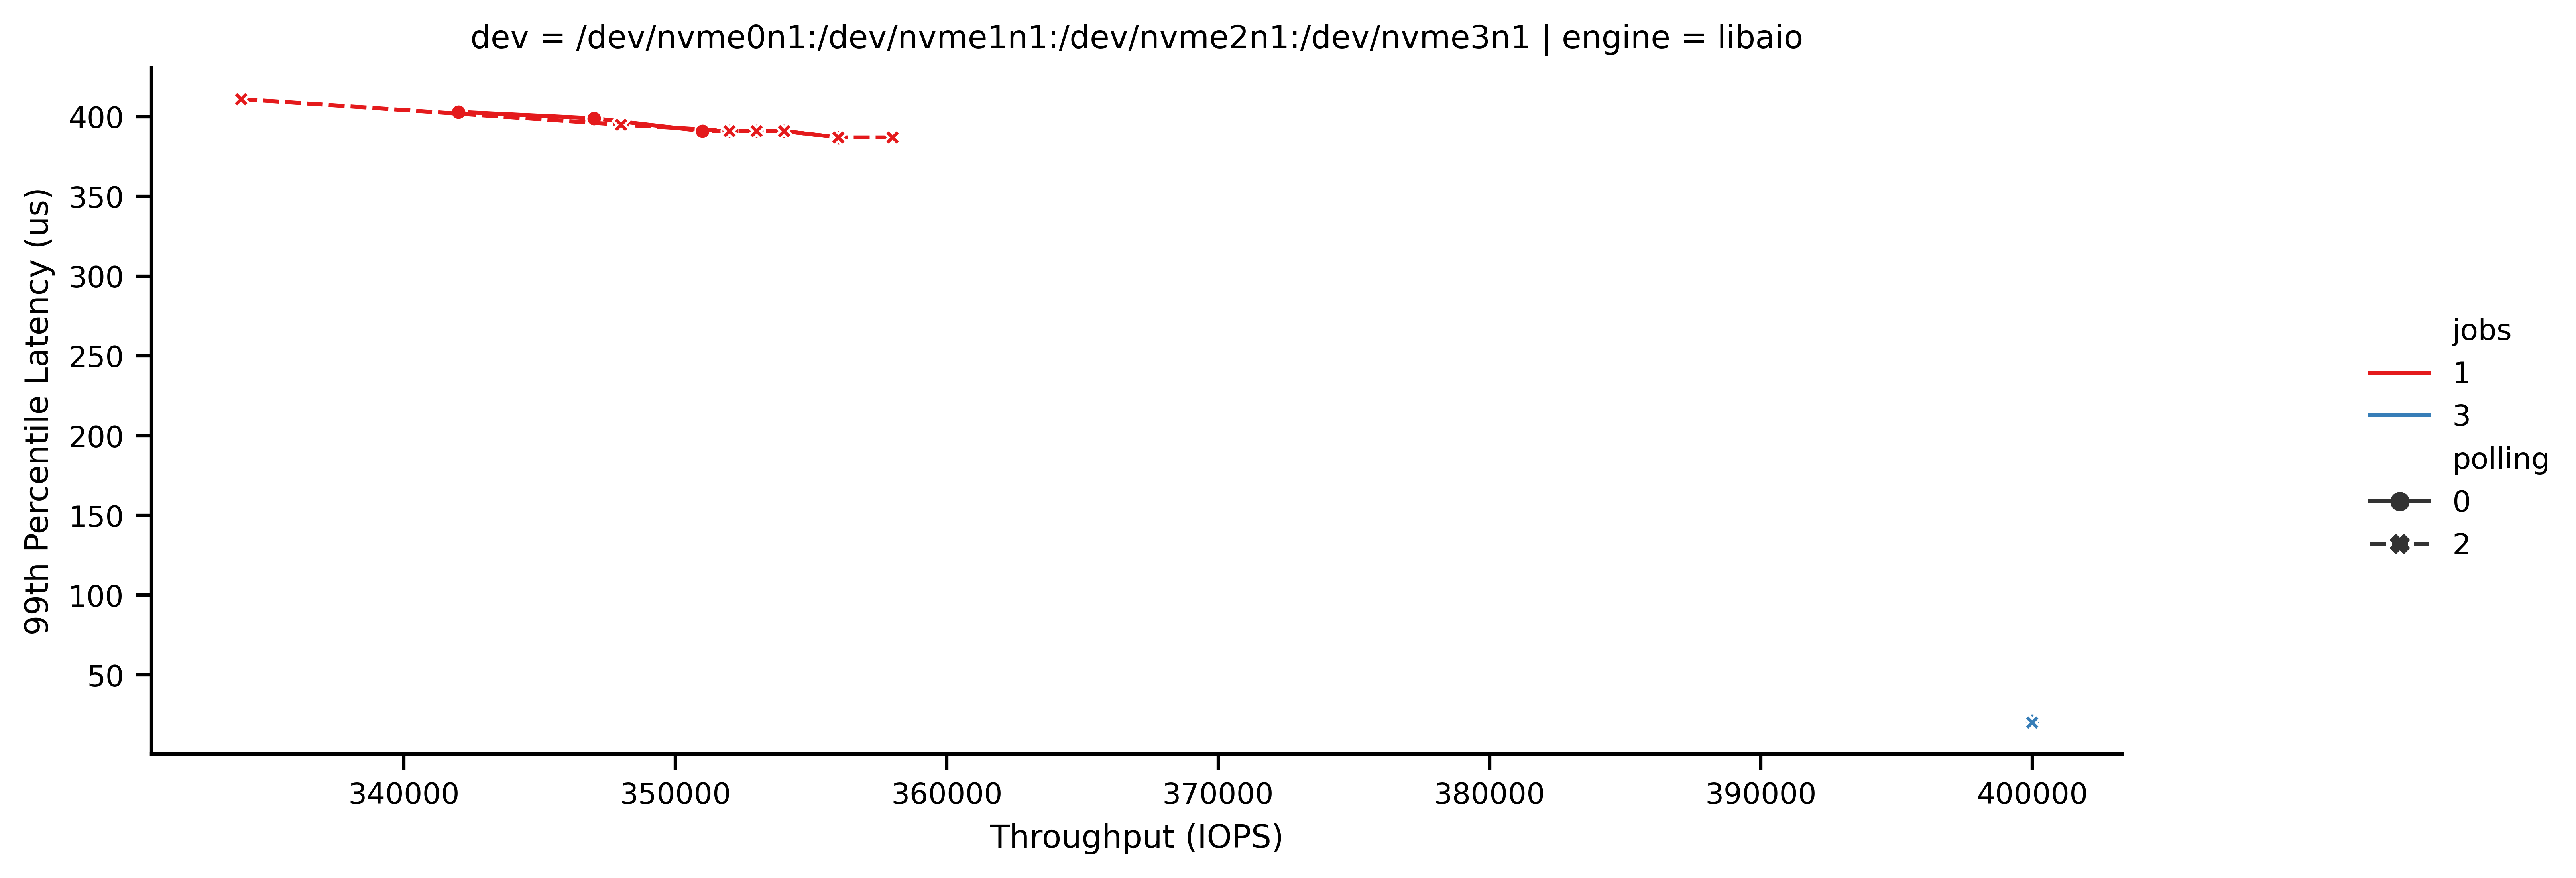 dev = /dev/nvme0n1:/dev/nvme1n1:/dev/nvme2n1:/dev/nvme3n1 | engine = libaio
99th Percentile Latency (us)
400
350
300
250
200
150
100
50
340000 350000 360000 370000 380000 390000 400000
Throughput (IOPS)
jobs
1
3
polling
0
2